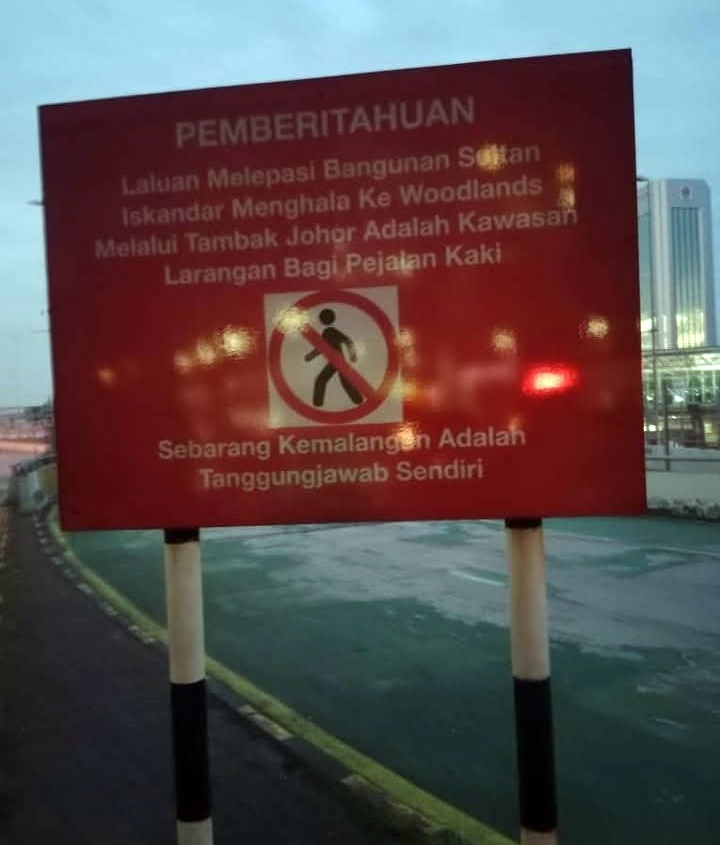 PEMBERITAHUAN
Laluan Melepasi Bangunan Sultan
Iskandar Menghala Ke Woodlands
Melalui Tambak Johor Adalah Kawasan
Larangan Bagi Pejalan Kaki
Sebarang Kemalangan Adalah
Tanggungjawab Sendiri